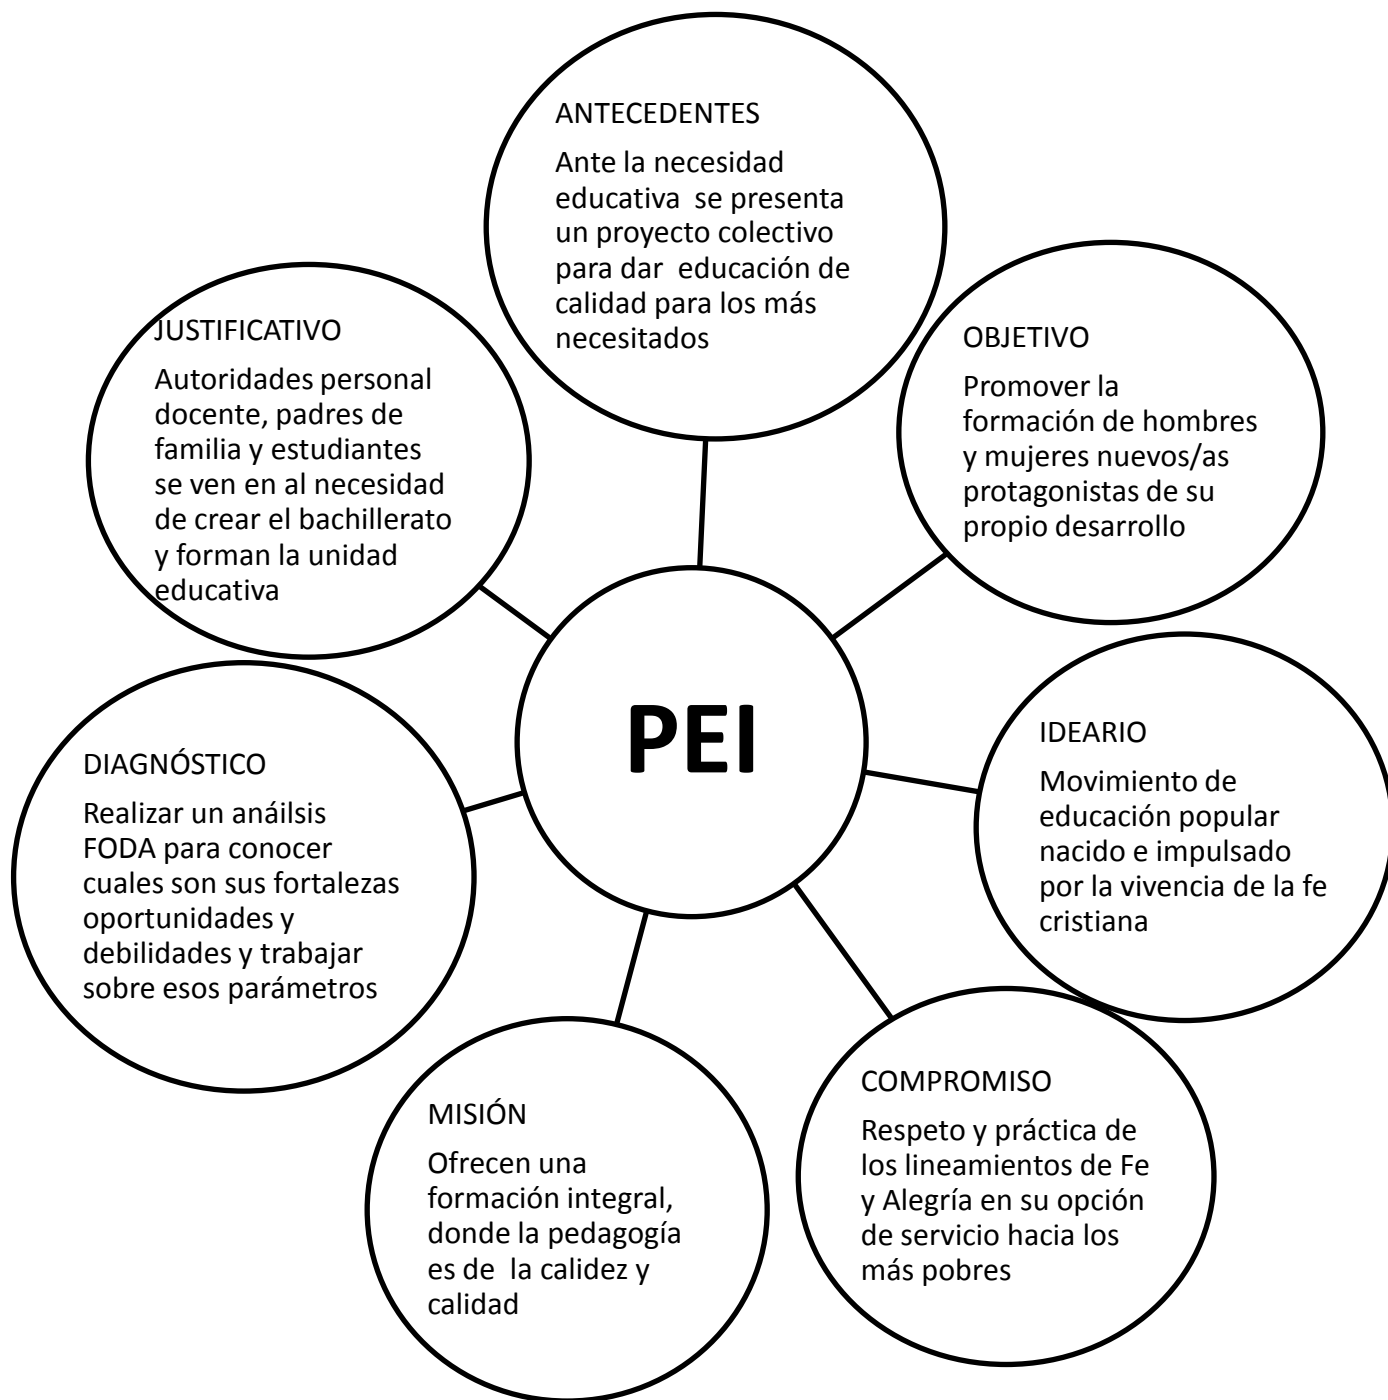 ANTECEDENTES
Ante la necesidad
educativa se presenta
un proyecto colectivo
para dar educación de
calidad para los más
necesitados
OBJETIVO
Promover la
formación de hombres
y mujeres nuevos/as
protagonistas de su
propio desarrollo
IDEARIO
Movimiento de
educación popular
nacido e impulsado
por la vivencia de la fe
cristiana
COMPROMISO
Respeto y práctica de
los lineamientos de Fe
y Alegría en su opción
de servicio hacia los
más pobres
MISIÓN
Ofrecen una
formación integral,
donde la pedagogía
es de la calidez y
calidad
DIAGNÓSTICO
Realizar un anáilsis
FODA para conocer
cuales son sus fortalezas
oportunidades y
debilidades y trabajar
sobre esos parámetros
JUSTIFICATIVO
Autoridades personal
docente, padres de
familia y estudiantes
se ven en al necesidad
de crear el bachillerato
y forman la unidad
educativa
PEI